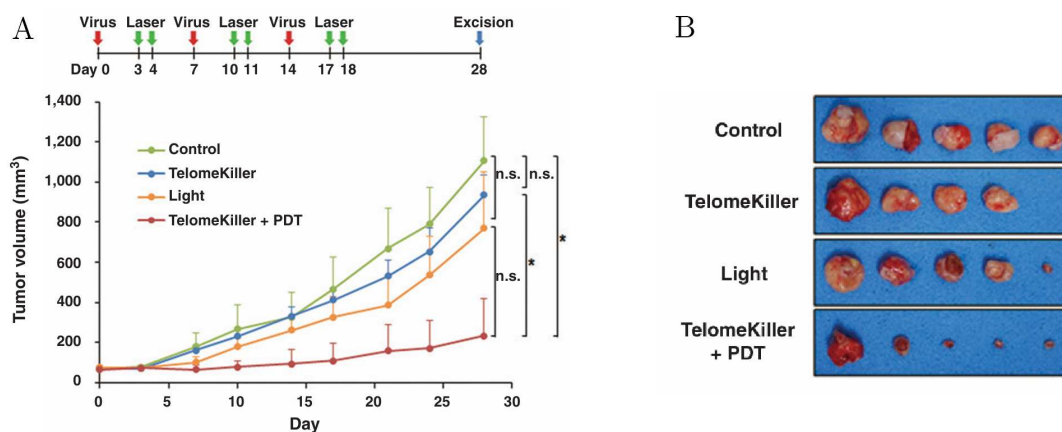 A
B
Virus Laser Virus Laser Virus Laser Excision
Day 0 3 4 7 10 11 14 17 18 28
1,400
1,200
1,000
800
600
400
200
0
Tumor volume (mm³)
Control
TelomeKiller
Light
TelomeKiller + PDT
n.s. n.s.
*
*
n.s.
0 5 10 15 20 25 30
Day
Control
TelomeKiller
Light
TelomeKiller
+ PDT